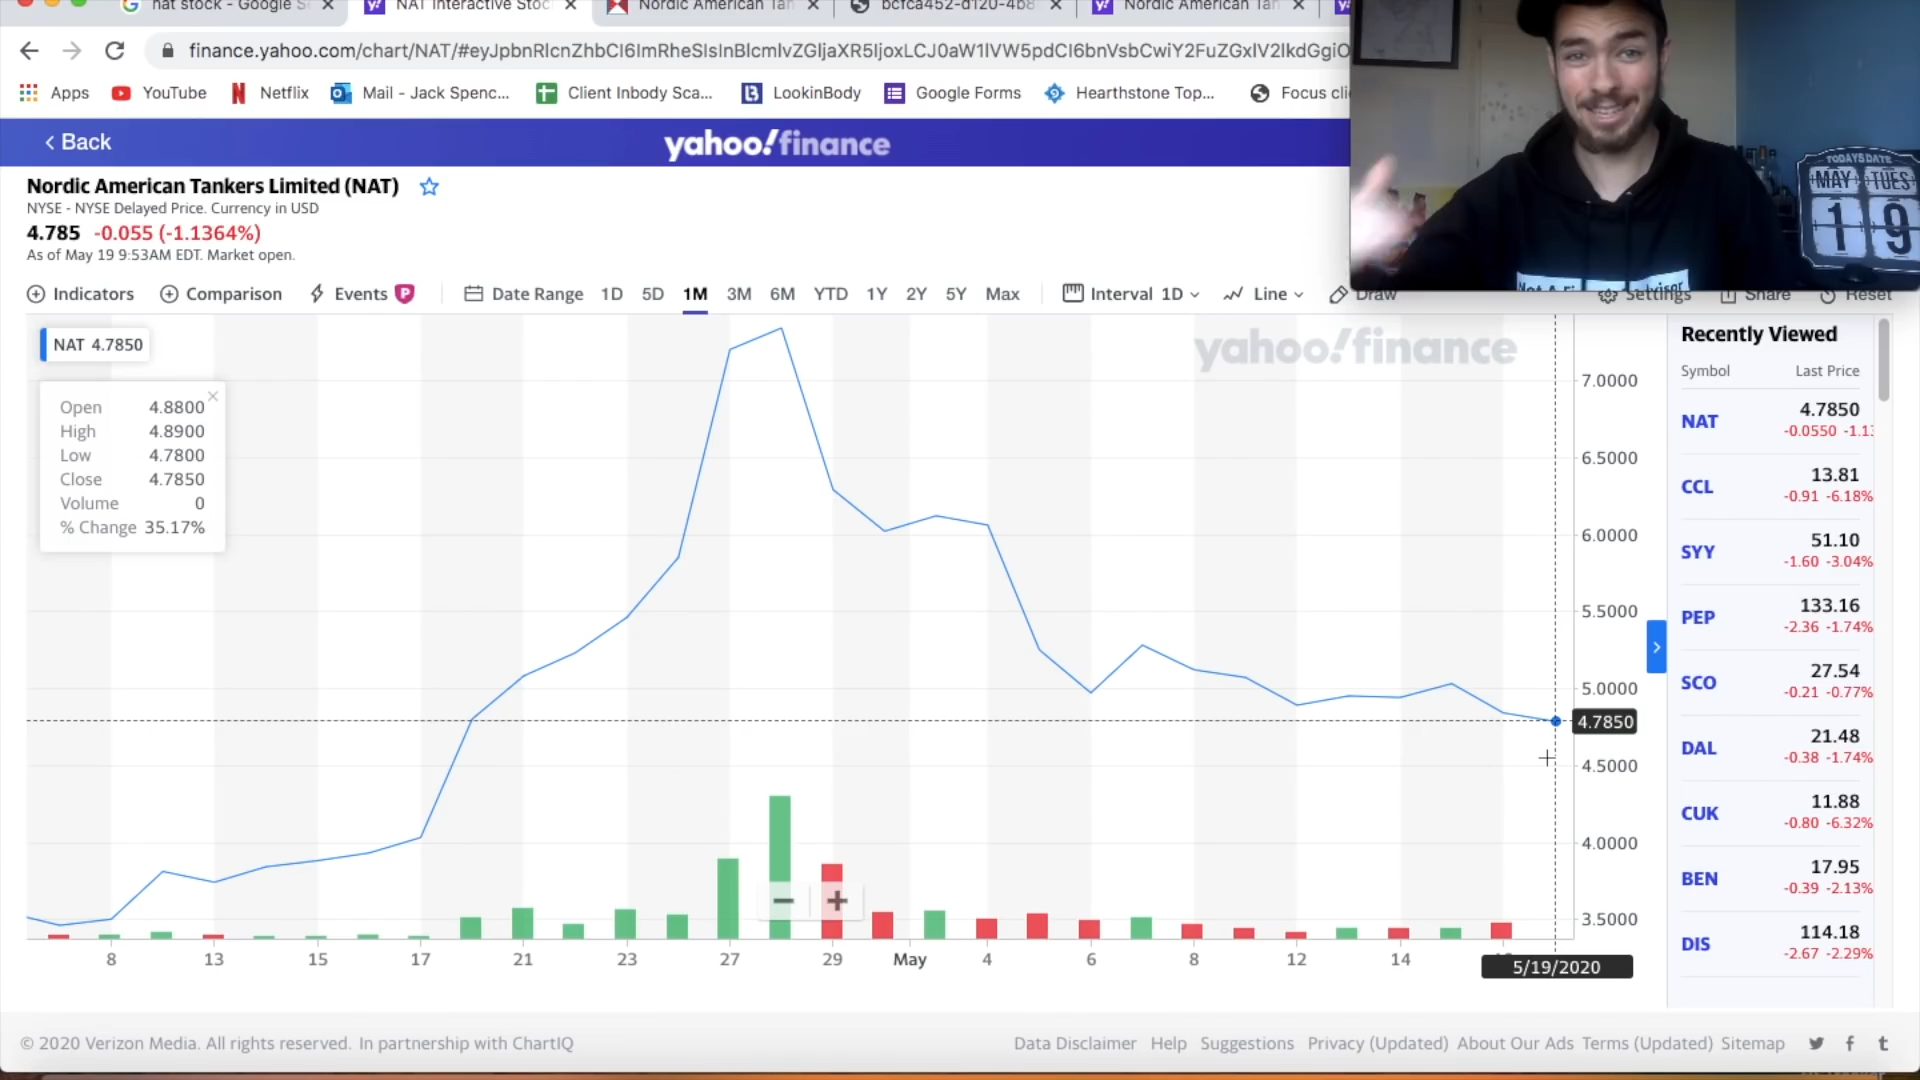 nat stock - Google
NAT Interactive Stoc
Nordic American Tan
bcfca452-d120-4b8
Nordic American Tan
finance.yahoo.com/chart/NAT/
Apps
YouTube
Netflix
Mail - Jack Spenc...
Client Inbody Sca...
LookinBody
Google Forms
Hearthstone Top...
Focus cli
< Back
yahoo!finance
Nordic American Tankers Limited (NAT)
NYSE - NYSE Delayed Price. Currency in USD
4.785 -0.055 (-1.1364%)
As of May 19 9:53AM EDT. Market open.
TODAYS DATE
MAY TUES
19
Indicators
Comparison
Events P
Date Range 1D 5D 1M 3M 6M YTD 1Y 2Y 5Y Max
Interval 1D
Line
Draw
Settings
Share
Reset
NAT 4.7850
yahoo!finance
Open 4.8800
High 4.8900
Low 4.7800
Close 4.7850
Volume 0
% Change 35.17%
7.0000
6.5000
6.0000
5.5000
5.0000
4.7850
4.5000
4.0000
3.5000
8 13 15 17 21 23 27 29 May 4 6 8 12 14
5/19/2020
Recently Viewed
Symbol Last Price
NAT 4.7850
-0.0550 -1.13
CCL 13.81
-0.91 -6.18%
SYY 51.10
-1.60 -3.04%
PEP 133.16
-2.36 -1.74%
SCO 27.54
-0.21 -0.77%
DAL 21.48
-0.38 -1.74%
CUK 11.88
-0.80 -6.32%
BEN 17.95
-0.39 -2.13%
DIS 114.18
-2.67 -2.29%
© 2020 Verizon Media. All rights reserved. In partnership with ChartIQ
Data Disclaimer Help Suggestions Privacy (Updated) About Our Ads Terms (Updated) Sitemap